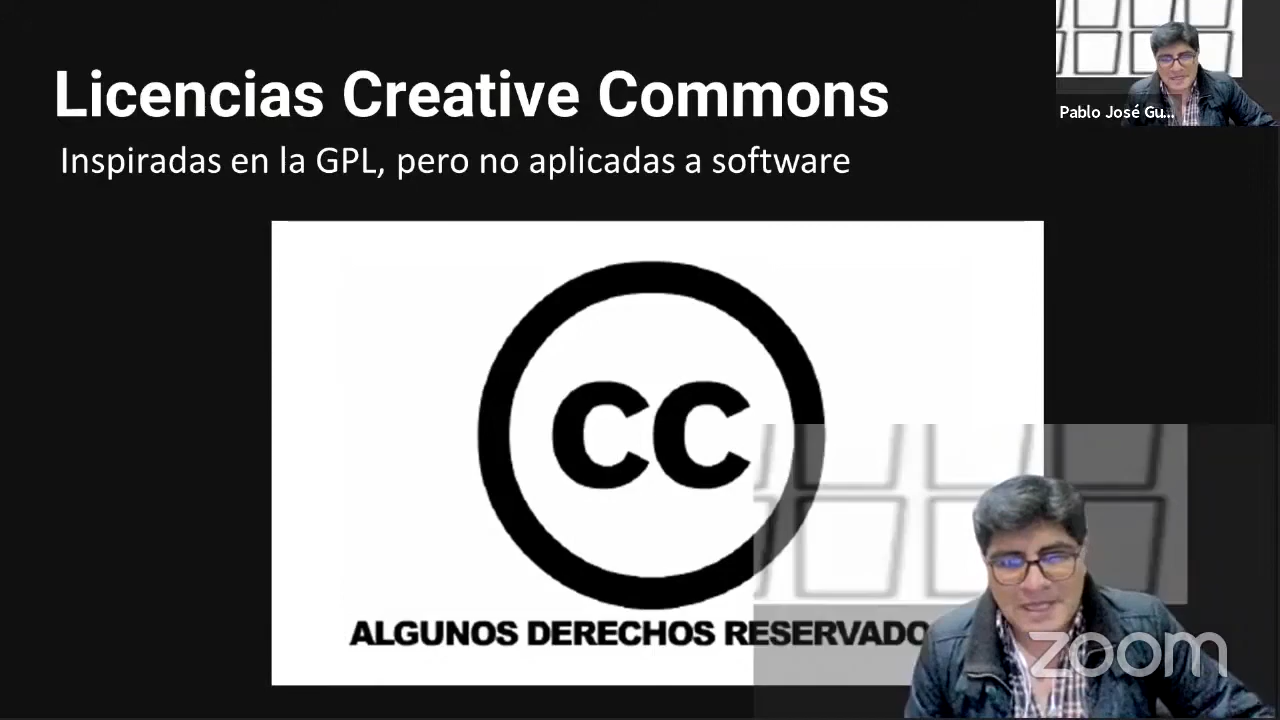 Licencias Creative Commons
Inspiradas en la GPL, pero no aplicadas a software
Pablo José Gu...
CC
ALGUNOS DERECHOS RESERVADO
zoom